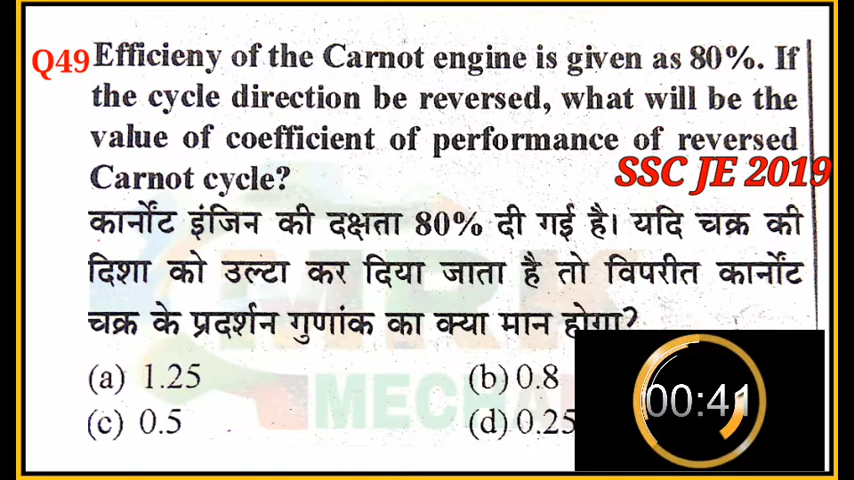 Q49 Efficieny of the Carnot engine is given as 80%. If
the cycle direction be reversed, what will be the
value of coefficient of performance of reversed
Carnot cycle?
SSC JE 2019
कार्नोट इंजिन की दक्षता 80% दी गई है। यदि चक्र की
दिशा को उल्टा कर दिया जाता है तो विपरीत कार्नोट
चक्र के प्रदर्शन गुणांक का क्या मान होगा?
(a) 1.25 (b) 0.8
(c) 0.5 (d) 0.25
00:41